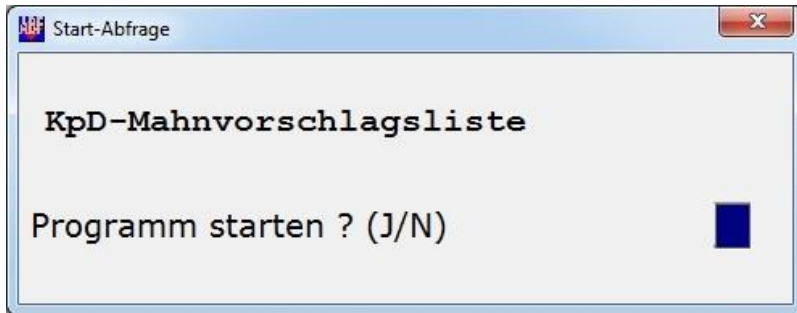 Start-Abfrage
KpD-Mahnvorschlagsliste
Programm starten ? (J/N)